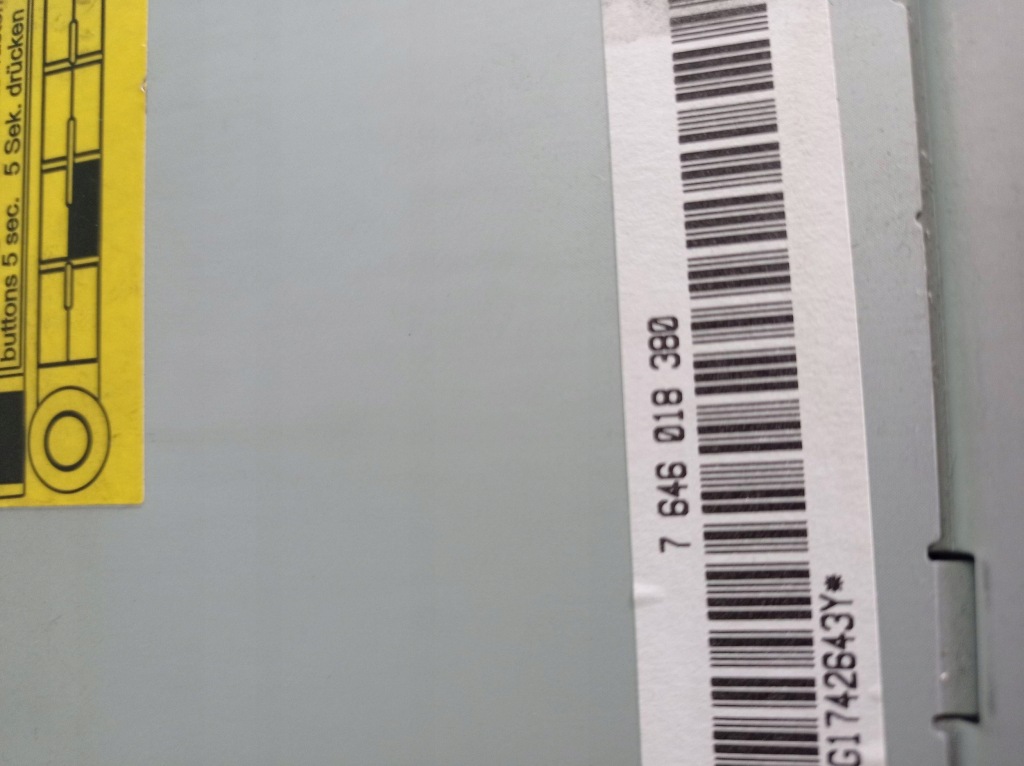 buttons 5 sec. 5 Sek. drücken
7 646 018 380
G1742643Y*